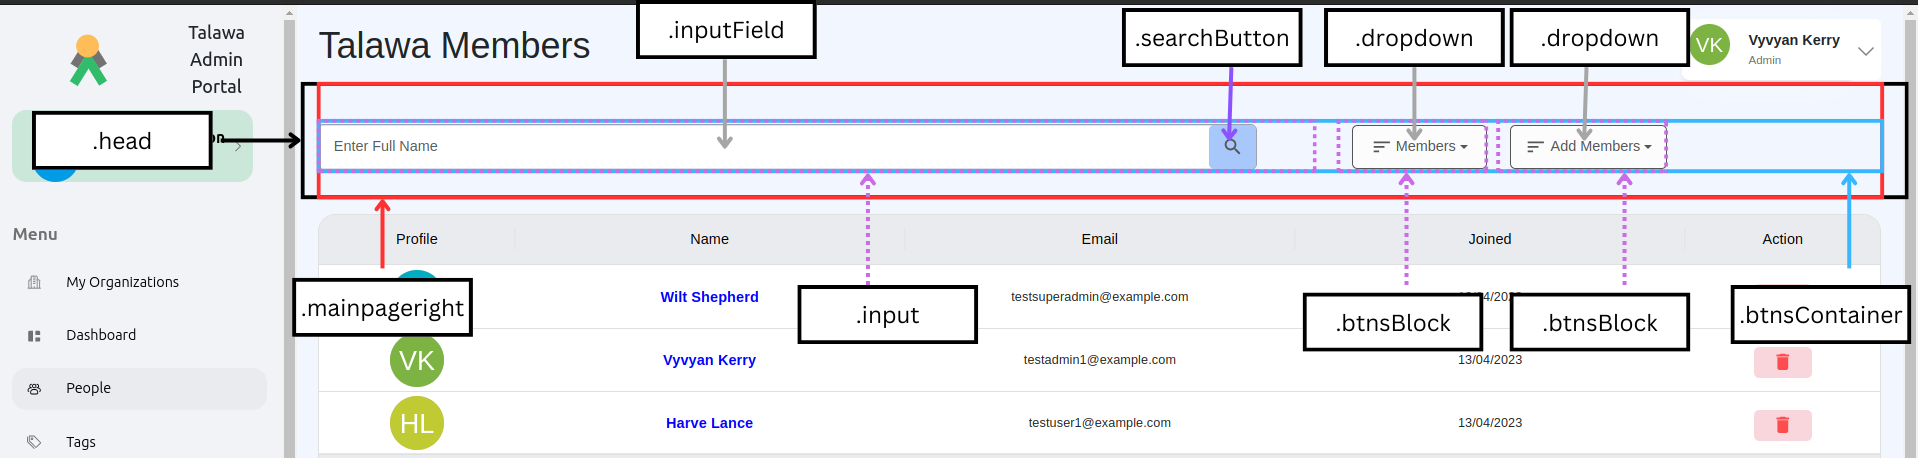 Talawa
Admin
Portal
.head
on
Menu
My Organizations
Dashboard
People
Tags
Talawa Members
.inputField
.searchButton
.dropdown
.dropdown
VK
Vyvyan Kerry
Admin
Enter Full Name
Members
Add Members
Profile
Name
Email
Joined
Action
.mainpageright
.input
.btnsBlock
.btnsBlock
.btnsContainer
Wilt Shepherd
testsuperadmin@example.com
VK
Vyvyan Kerry
testadmin1@example.com
13/04/2023
HL
Harve Lance
testuser1@example.com
13/04/2023